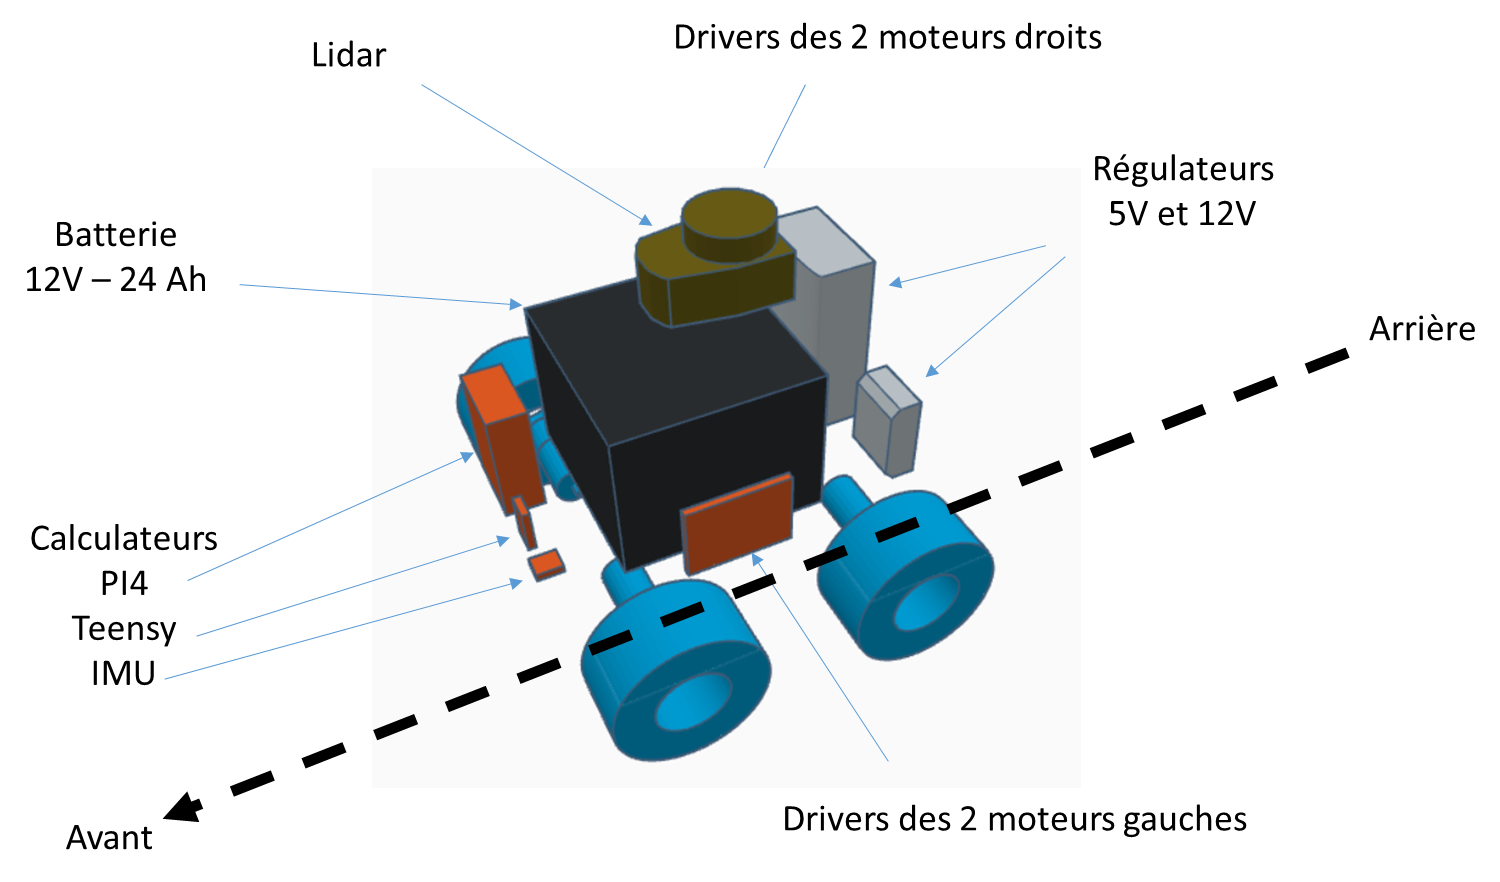 Drivers des 2 moteurs droits
Lidar
Régulateurs
5V et 12V
Batterie
12V – 24 Ah
Arrière
Calculateurs
PI4
Teensy
IMU
Drivers des 2 moteurs gauches
Avant